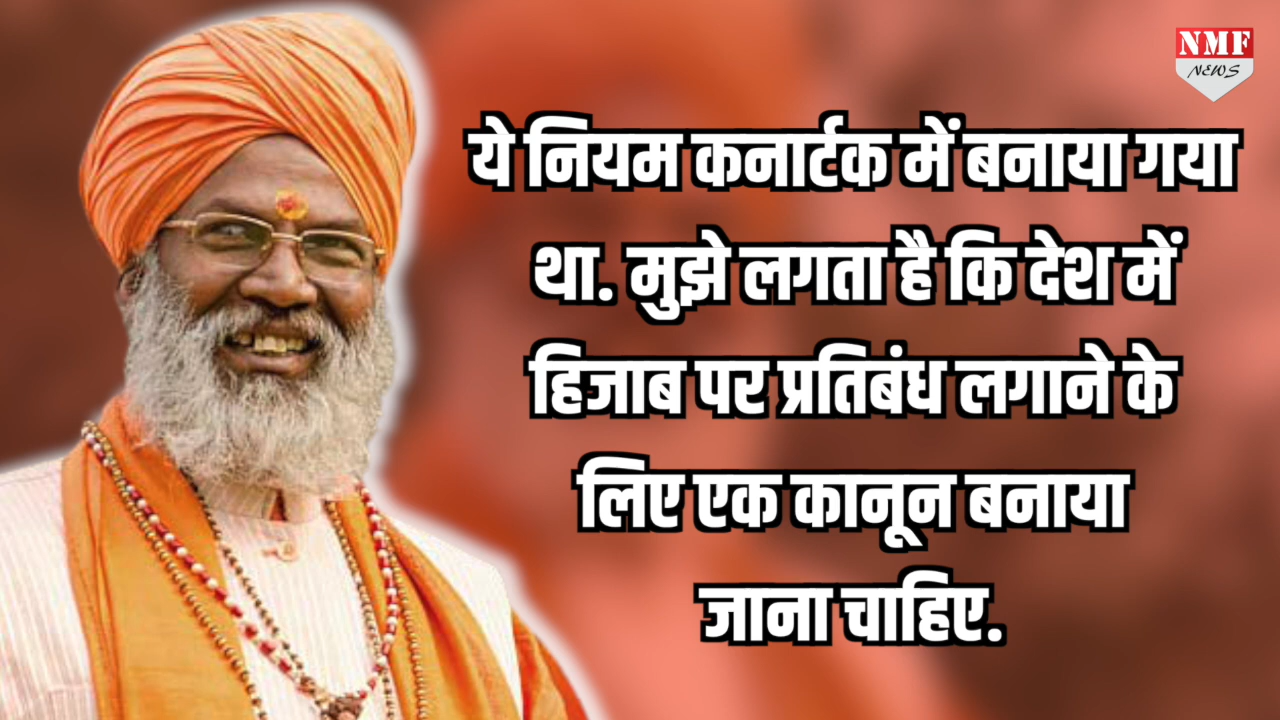 NMF
NEWS
ये नियम कनार्टक में बनाया गया
था. मुझे लगता है कि देश में
हिजाब पर प्रतिबंध लगाने के
लिए एक कानून बनाया
जाना चाहिए.